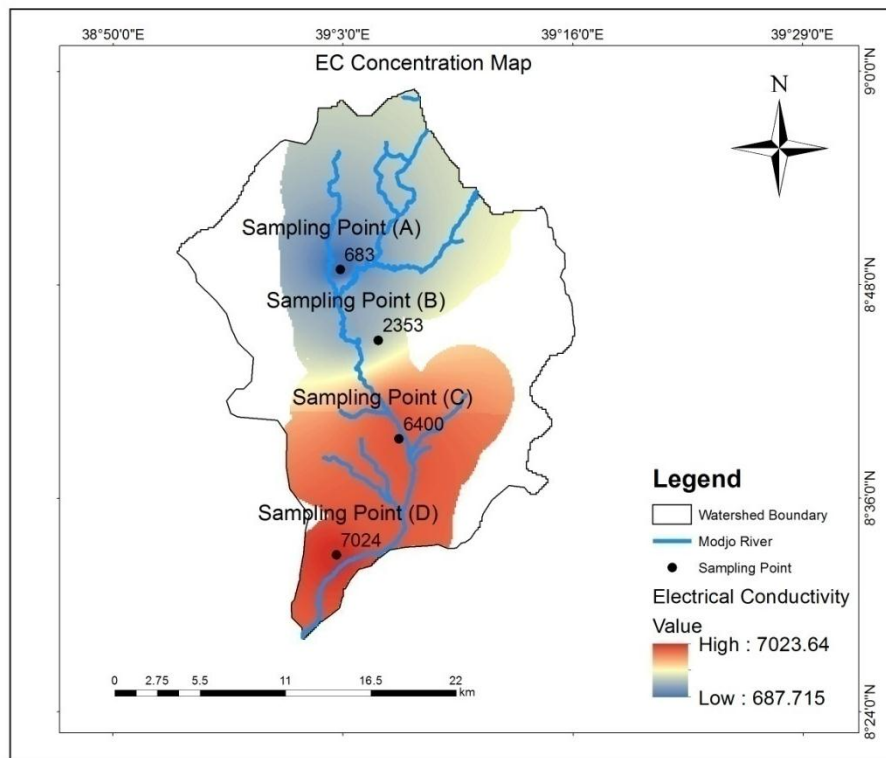 38°50'0"E
39°3'0"E
39°16'0"E
39°29'0"E
EC Concentration Map
9°0'0"N
N
Sampling Point (A)
683
8°48'0"N
Sampling Point (B)
2353
Sampling Point (C)
6400
Legend
8°36'0"N
Sampling Point (D)
Watershed Boundary
7024
Modjo River
Sampling Point
Electrical Conductivity
Value
High : 7023.64
Low : 687.715
0 2.75 5.5 11 16.5 22
km
8°24'0"N